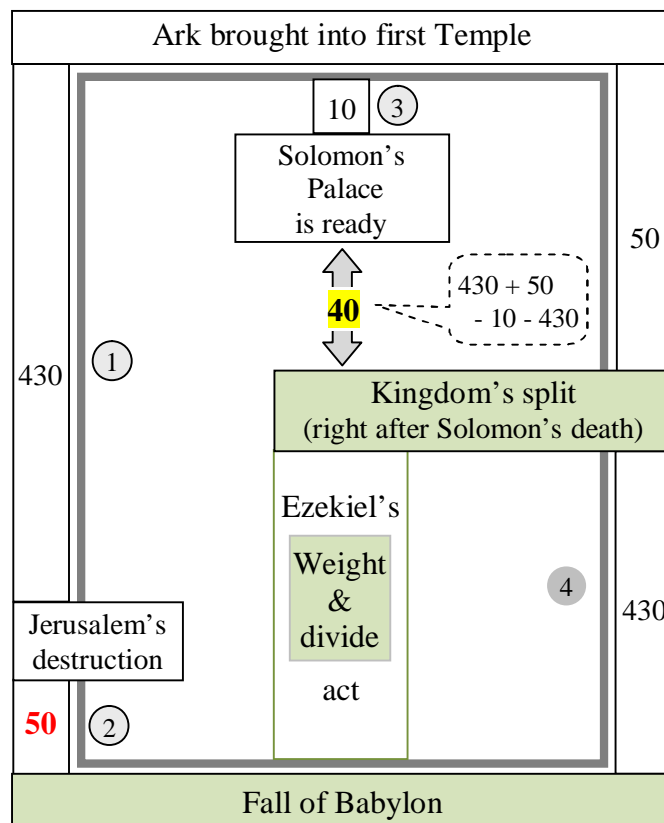 Ark brought into first Temple
10
3
Solomon's
Palace
is ready
50
430 + 50
- 10 - 430
40
1
430
Kingdom's split
(right after Solomon's death)
Ezekiel's
Weight
&
divide
act
4
430
Jerusalem's
destruction
50
2
Fall of Babylon